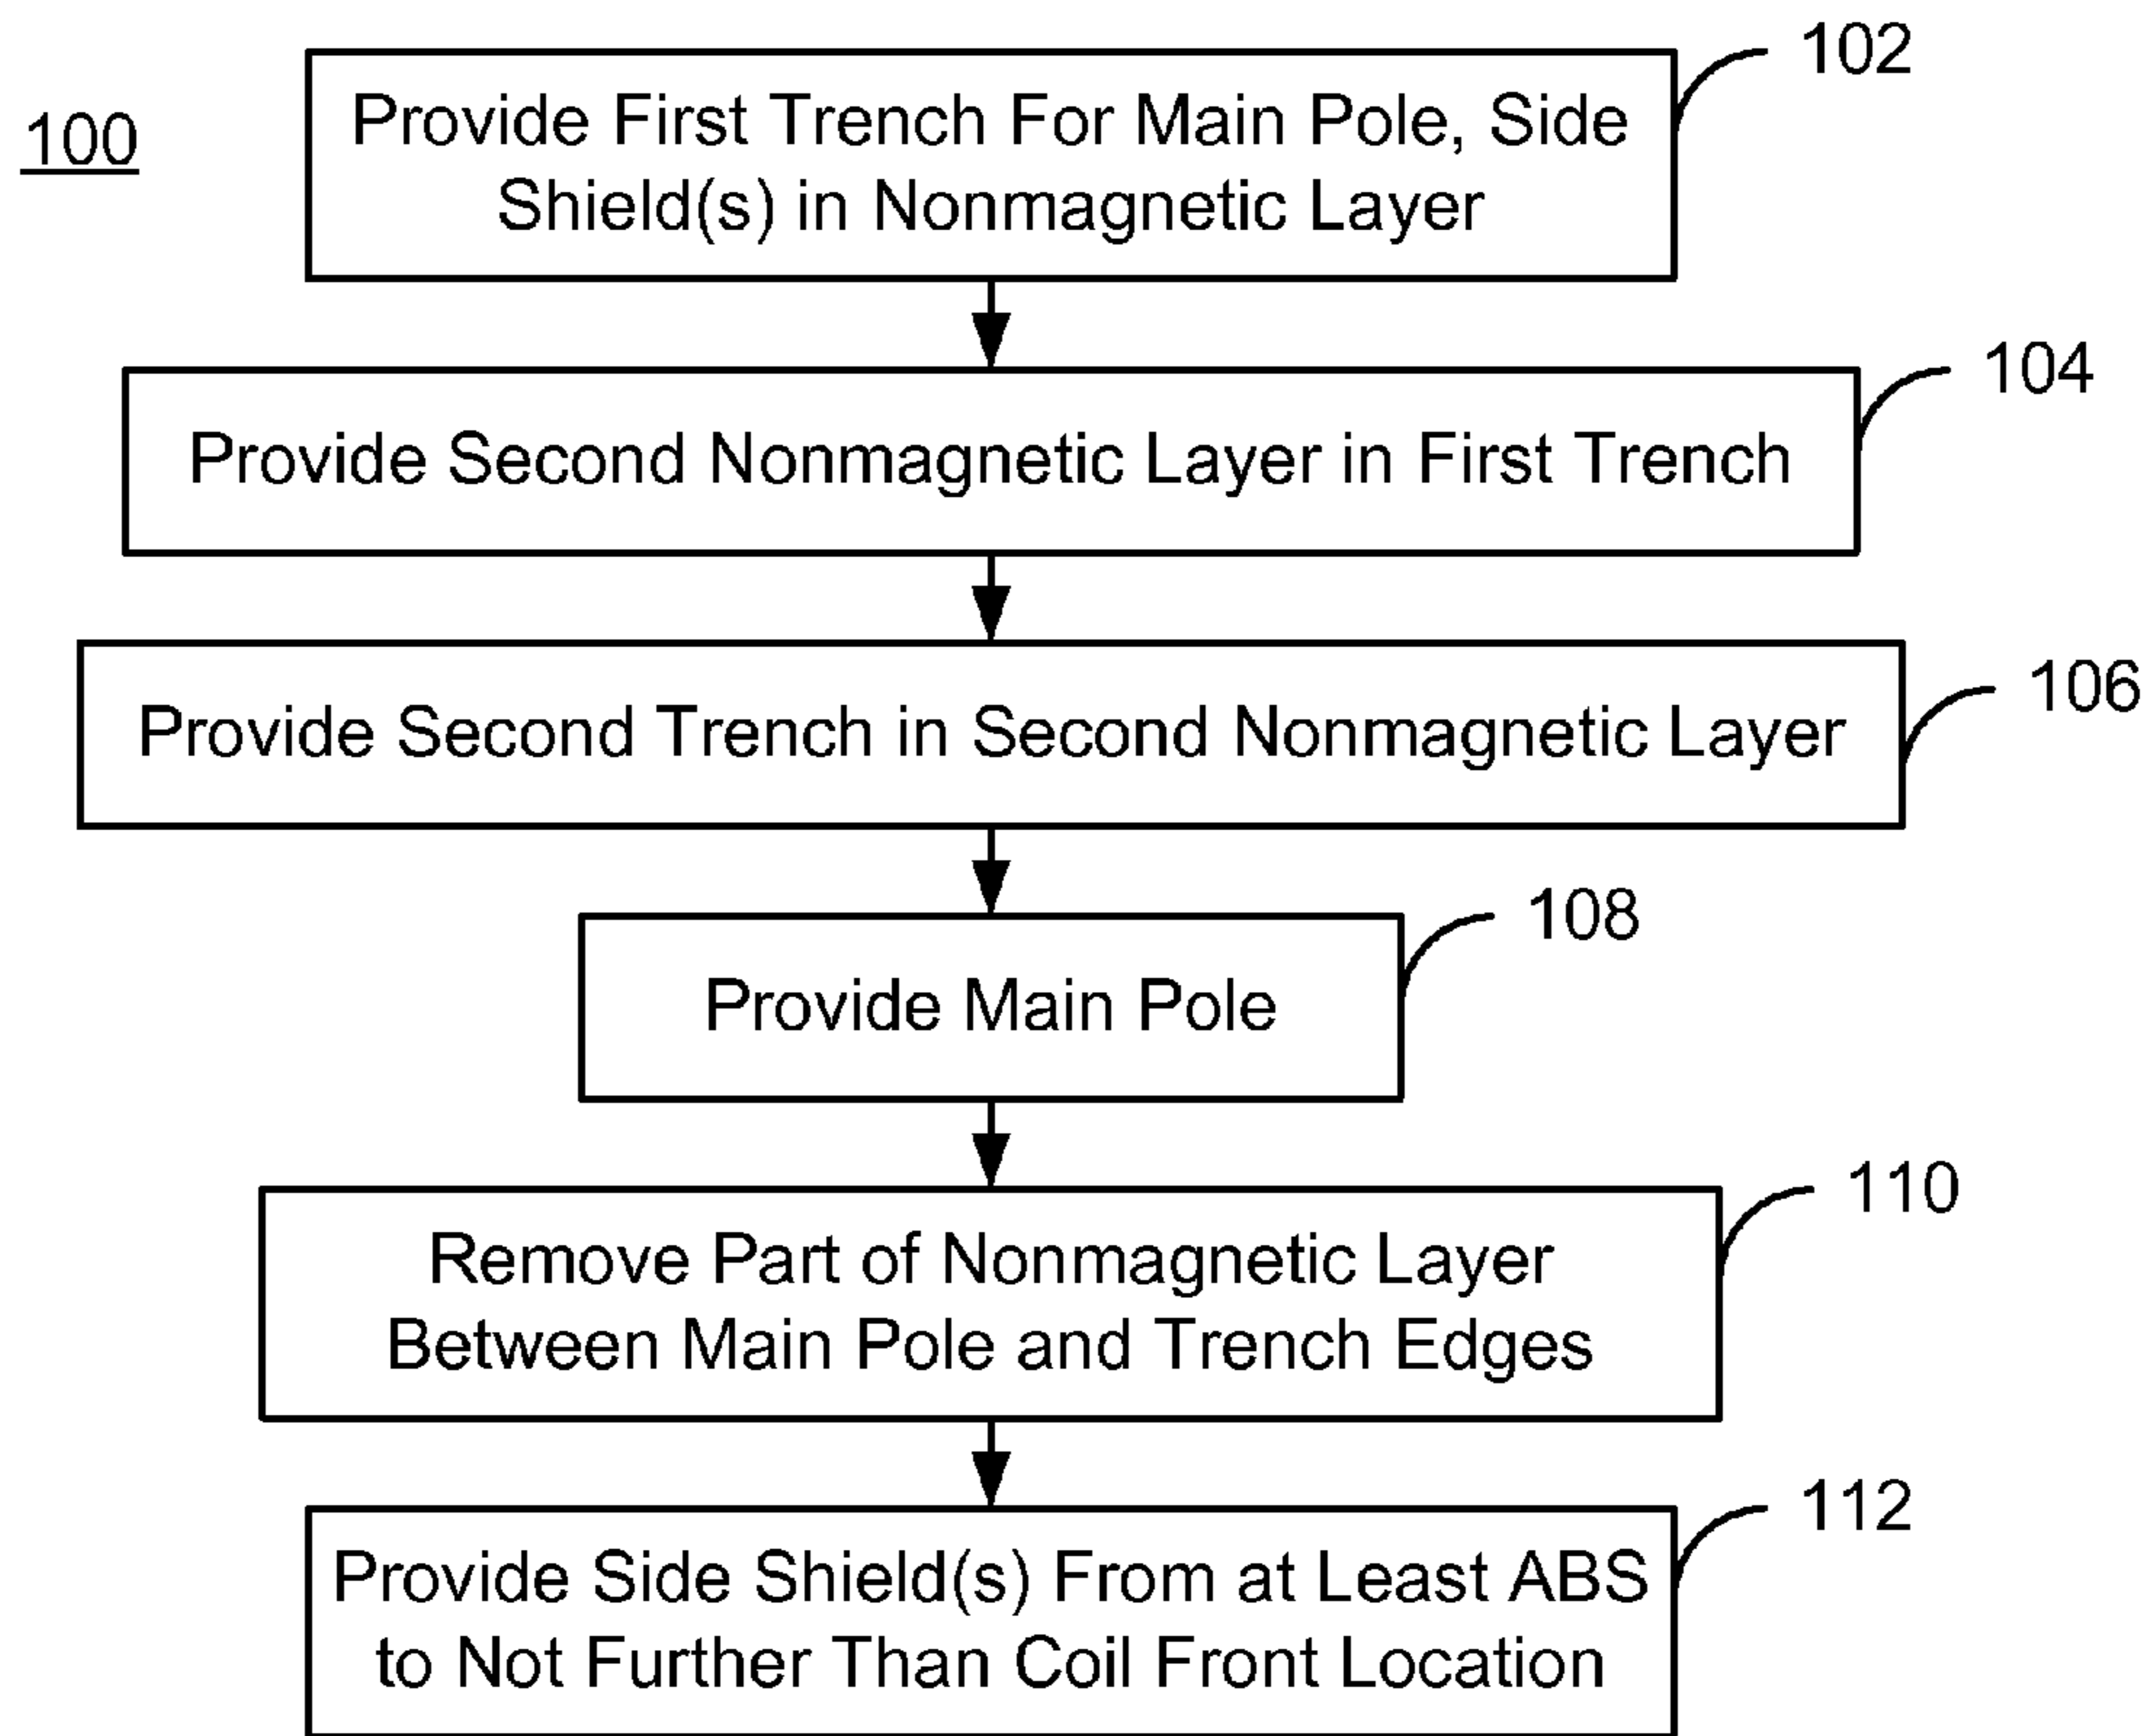 100
Provide First Trench For Main Pole, Side
Shield(s) in Nonmagnetic Layer
102
Provide Second Nonmagnetic Layer in First Trench
104
Provide Second Trench in Second Nonmagnetic Layer
106
Provide Main Pole
108
Remove Part of Nonmagnetic Layer
Between Main Pole and Trench Edges
110
Provide Side Shield(s) From at Least ABS
to Not Further Than Coil Front Location
112